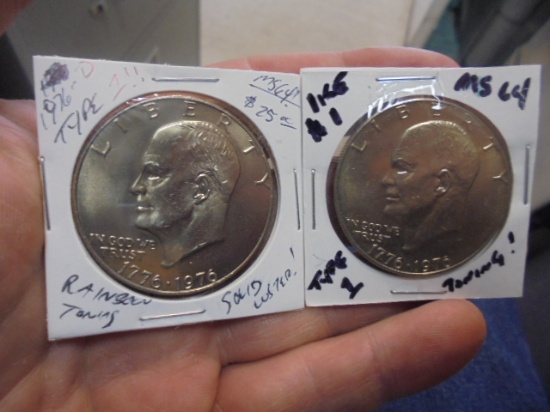 1976-D
TYPE 1!!!
MS64!
$25.00
LIBERTY
IN GOD WE
TRUST
1776·1976
RAINBOW
Toning
SOLID
LUSTER!
IKE
$1
MS 64
LIBERTY
IN GOD WE
TRUST
1776·1976
TYPE
1
TONING!